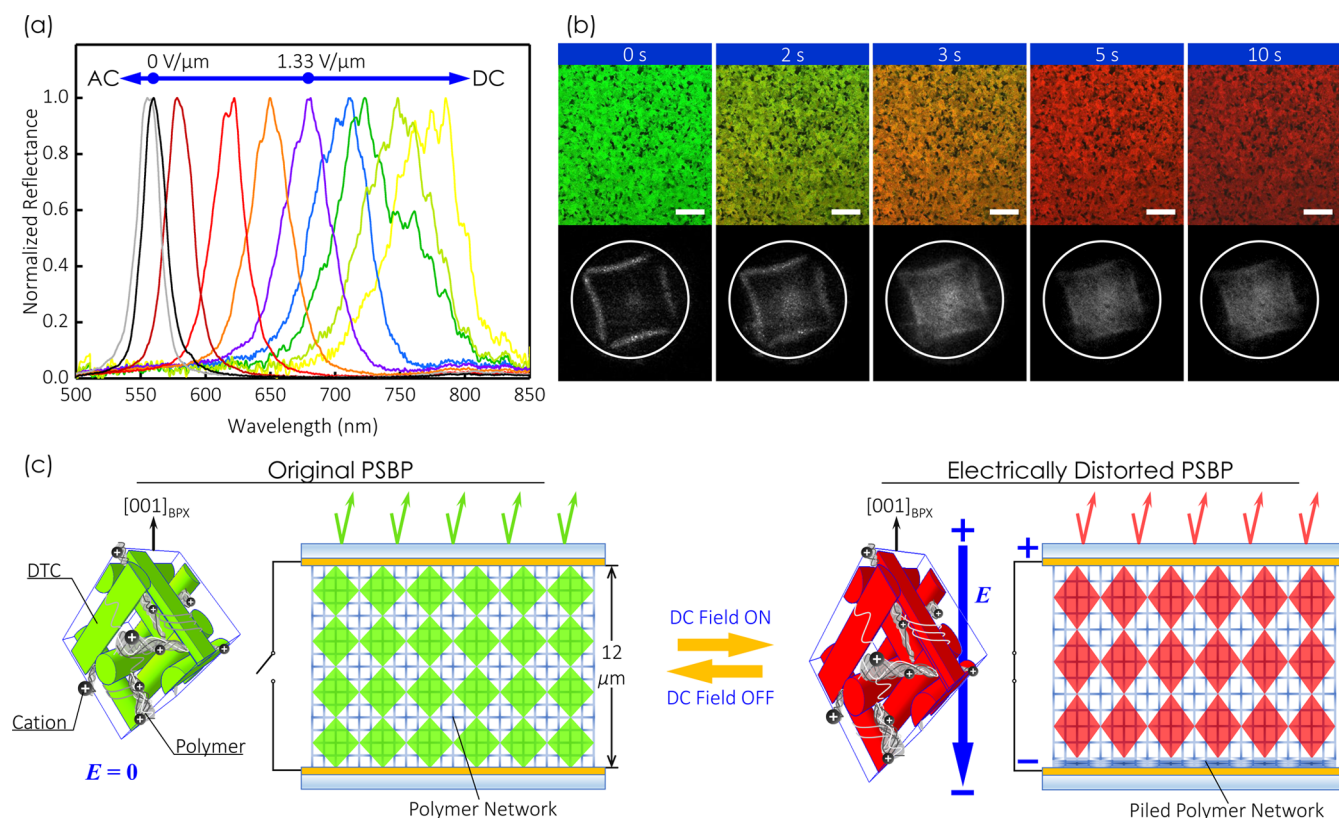 (a)
AC
0 V/μm
1.33 V/μm
DC
1.0
0.8
0.6
0.4
0.2
0.0
Normalized Reflectance
500
550
600
650
700
750
800
850
Wavelength (nm)
(b)
0 s
2 s
3 s
5 s
10 s
(c)
Original PSBP
[001]BPX
DTC
Cation
Polymer
E = 0
12
μm
Polymer Network
DC Field ON
DC Field OFF
Electrically Distorted PSBP
[001]BPX
+
E
−
+
−
Piled Polymer Network